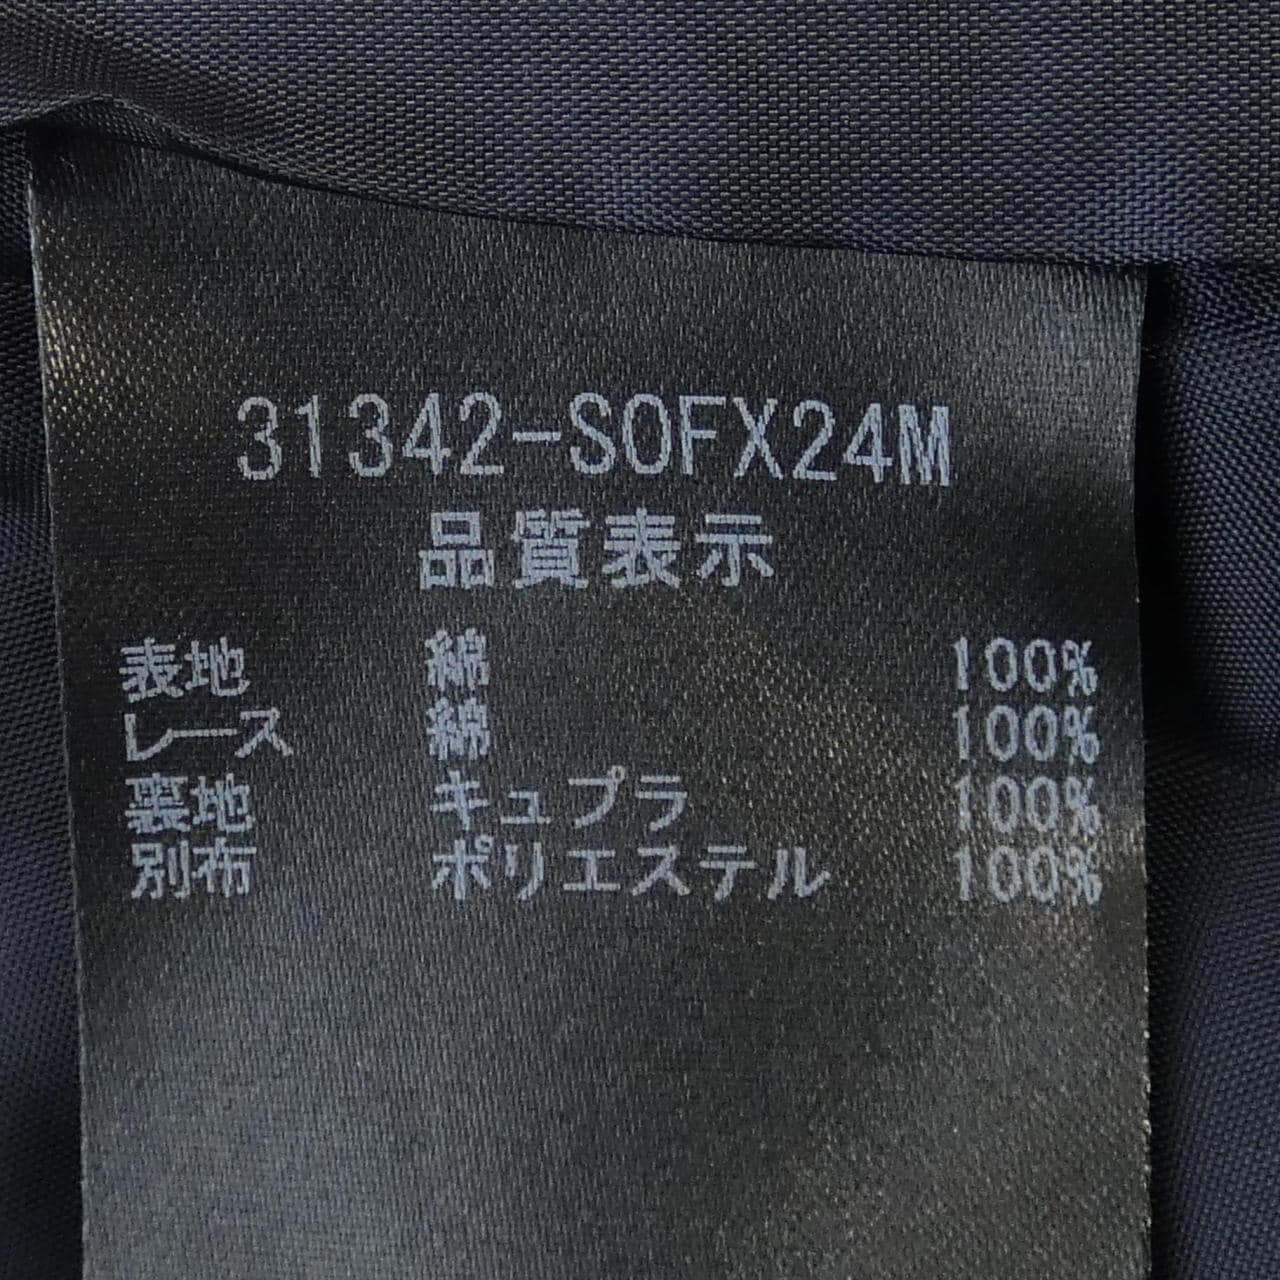 31342-SOFX24M
品質表示
表地 綿 100%
レース 綿 100%
裏地 キュプラ 100%
別布 ポリエステル 100%